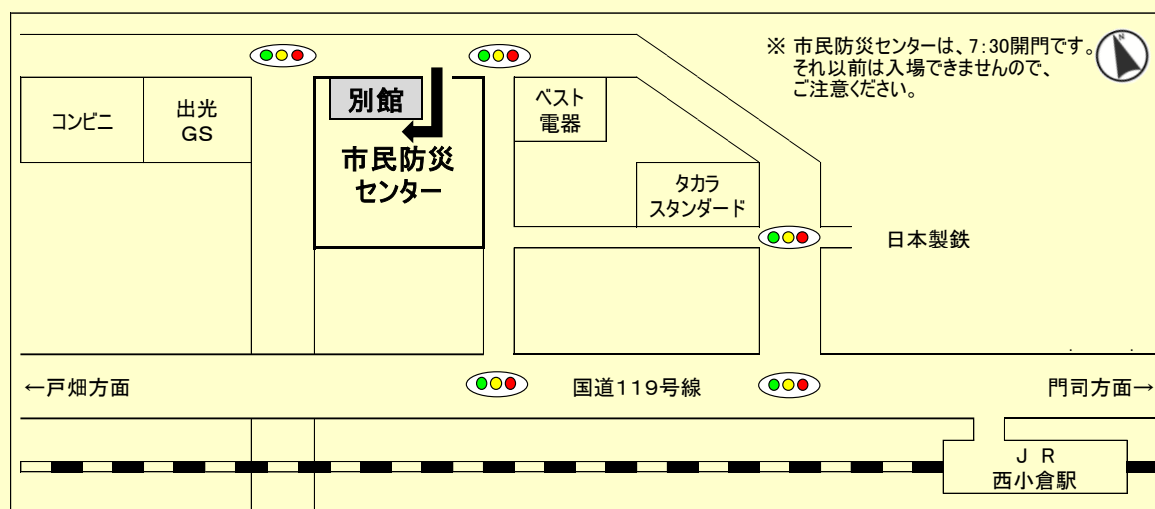 ※ 市民防災センターは、7:30開門です。
それ以前は入場できませんので、
ご注意ください。
N
コンビニ
出光
GS
別館
市民防災
センター
ベスト
電器
タカラ
スタンダード
日本製鉄
←戸畑方面
国道119号線
門司方面→
J R
西小倉駅